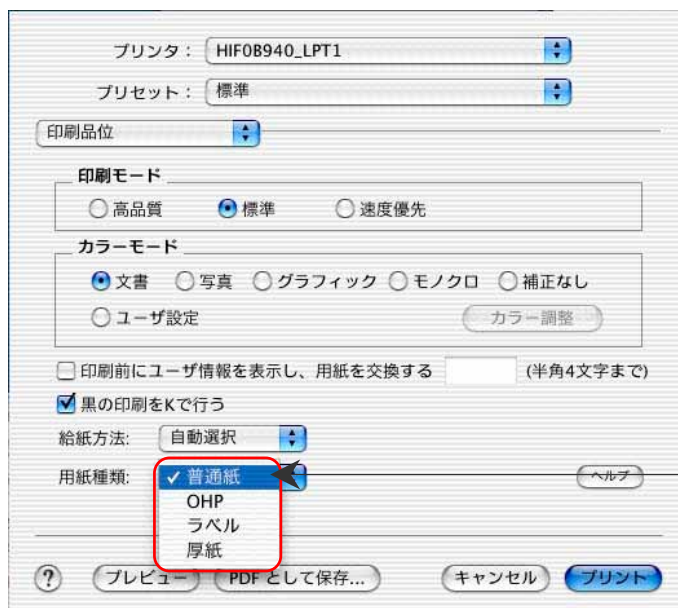 プリンタ： HIF0B940_LPT1
プリセット： 標準
印刷品位
印刷モード
高品質 標準 速度優先
カラーモード
文書 写真 グラフィック モノクロ 補正なし
ユーザ設定 カラー調整
印刷前にユーザ情報を表示し、用紙を交換する (半角4文字まで)
黒の印刷をKで行う
給紙方法: 自動選択
用紙種類: ✓ 普通紙 ヘルプ
OHP
ラベル
厚紙
? プレビュー PDF として保存... キャンセル プリント